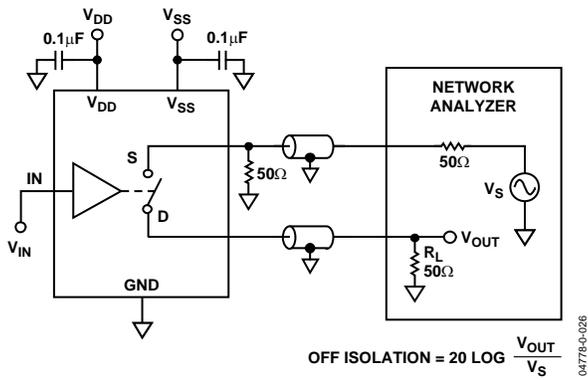 VDD
VSS
0.1μF
0.1μF
VDD
VSS
NETWORK
ANALYZER
S
50Ω
50Ω
IN
VS
D
VIN
VOUT
RL
50Ω
GND
OFF ISOLATION = 20 LOG VOUT
VS
04778-0-026